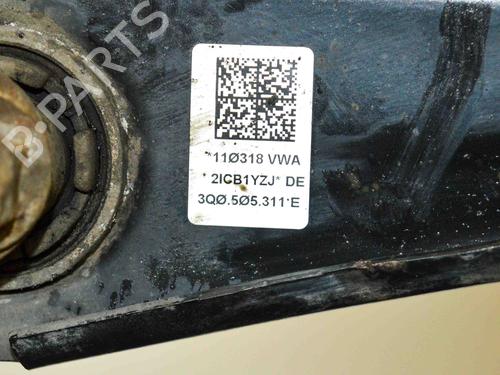 B-PARTS
*11Ø318 VWA
*2ICB1YZJ* DE
3QØ.5Ø5.311 E